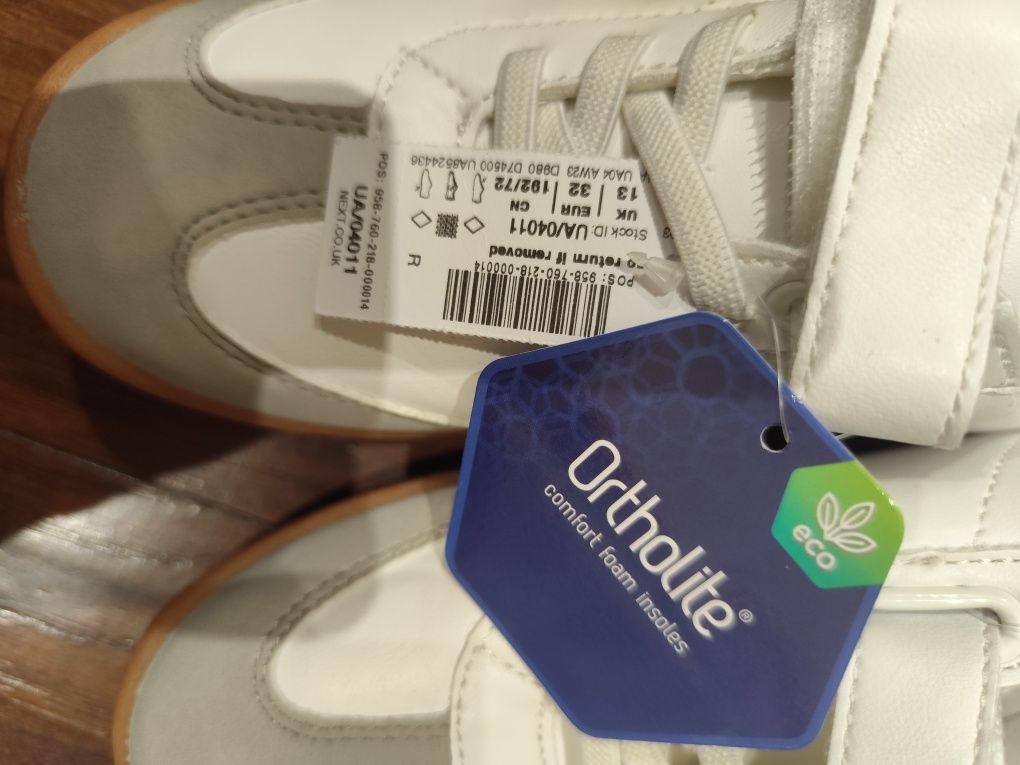 POS: 958-760-218-000014
UA/04011
NEXT.CO.UK
R
POS: 958-760-218-000014
To return if removed
Stock ID: UA/04011
UK | EUR | CN
13 | 32 | 192/72
UA04 AW23 D980 D74500 UA8524436
Ortholite®
comfort foam insoles
eco